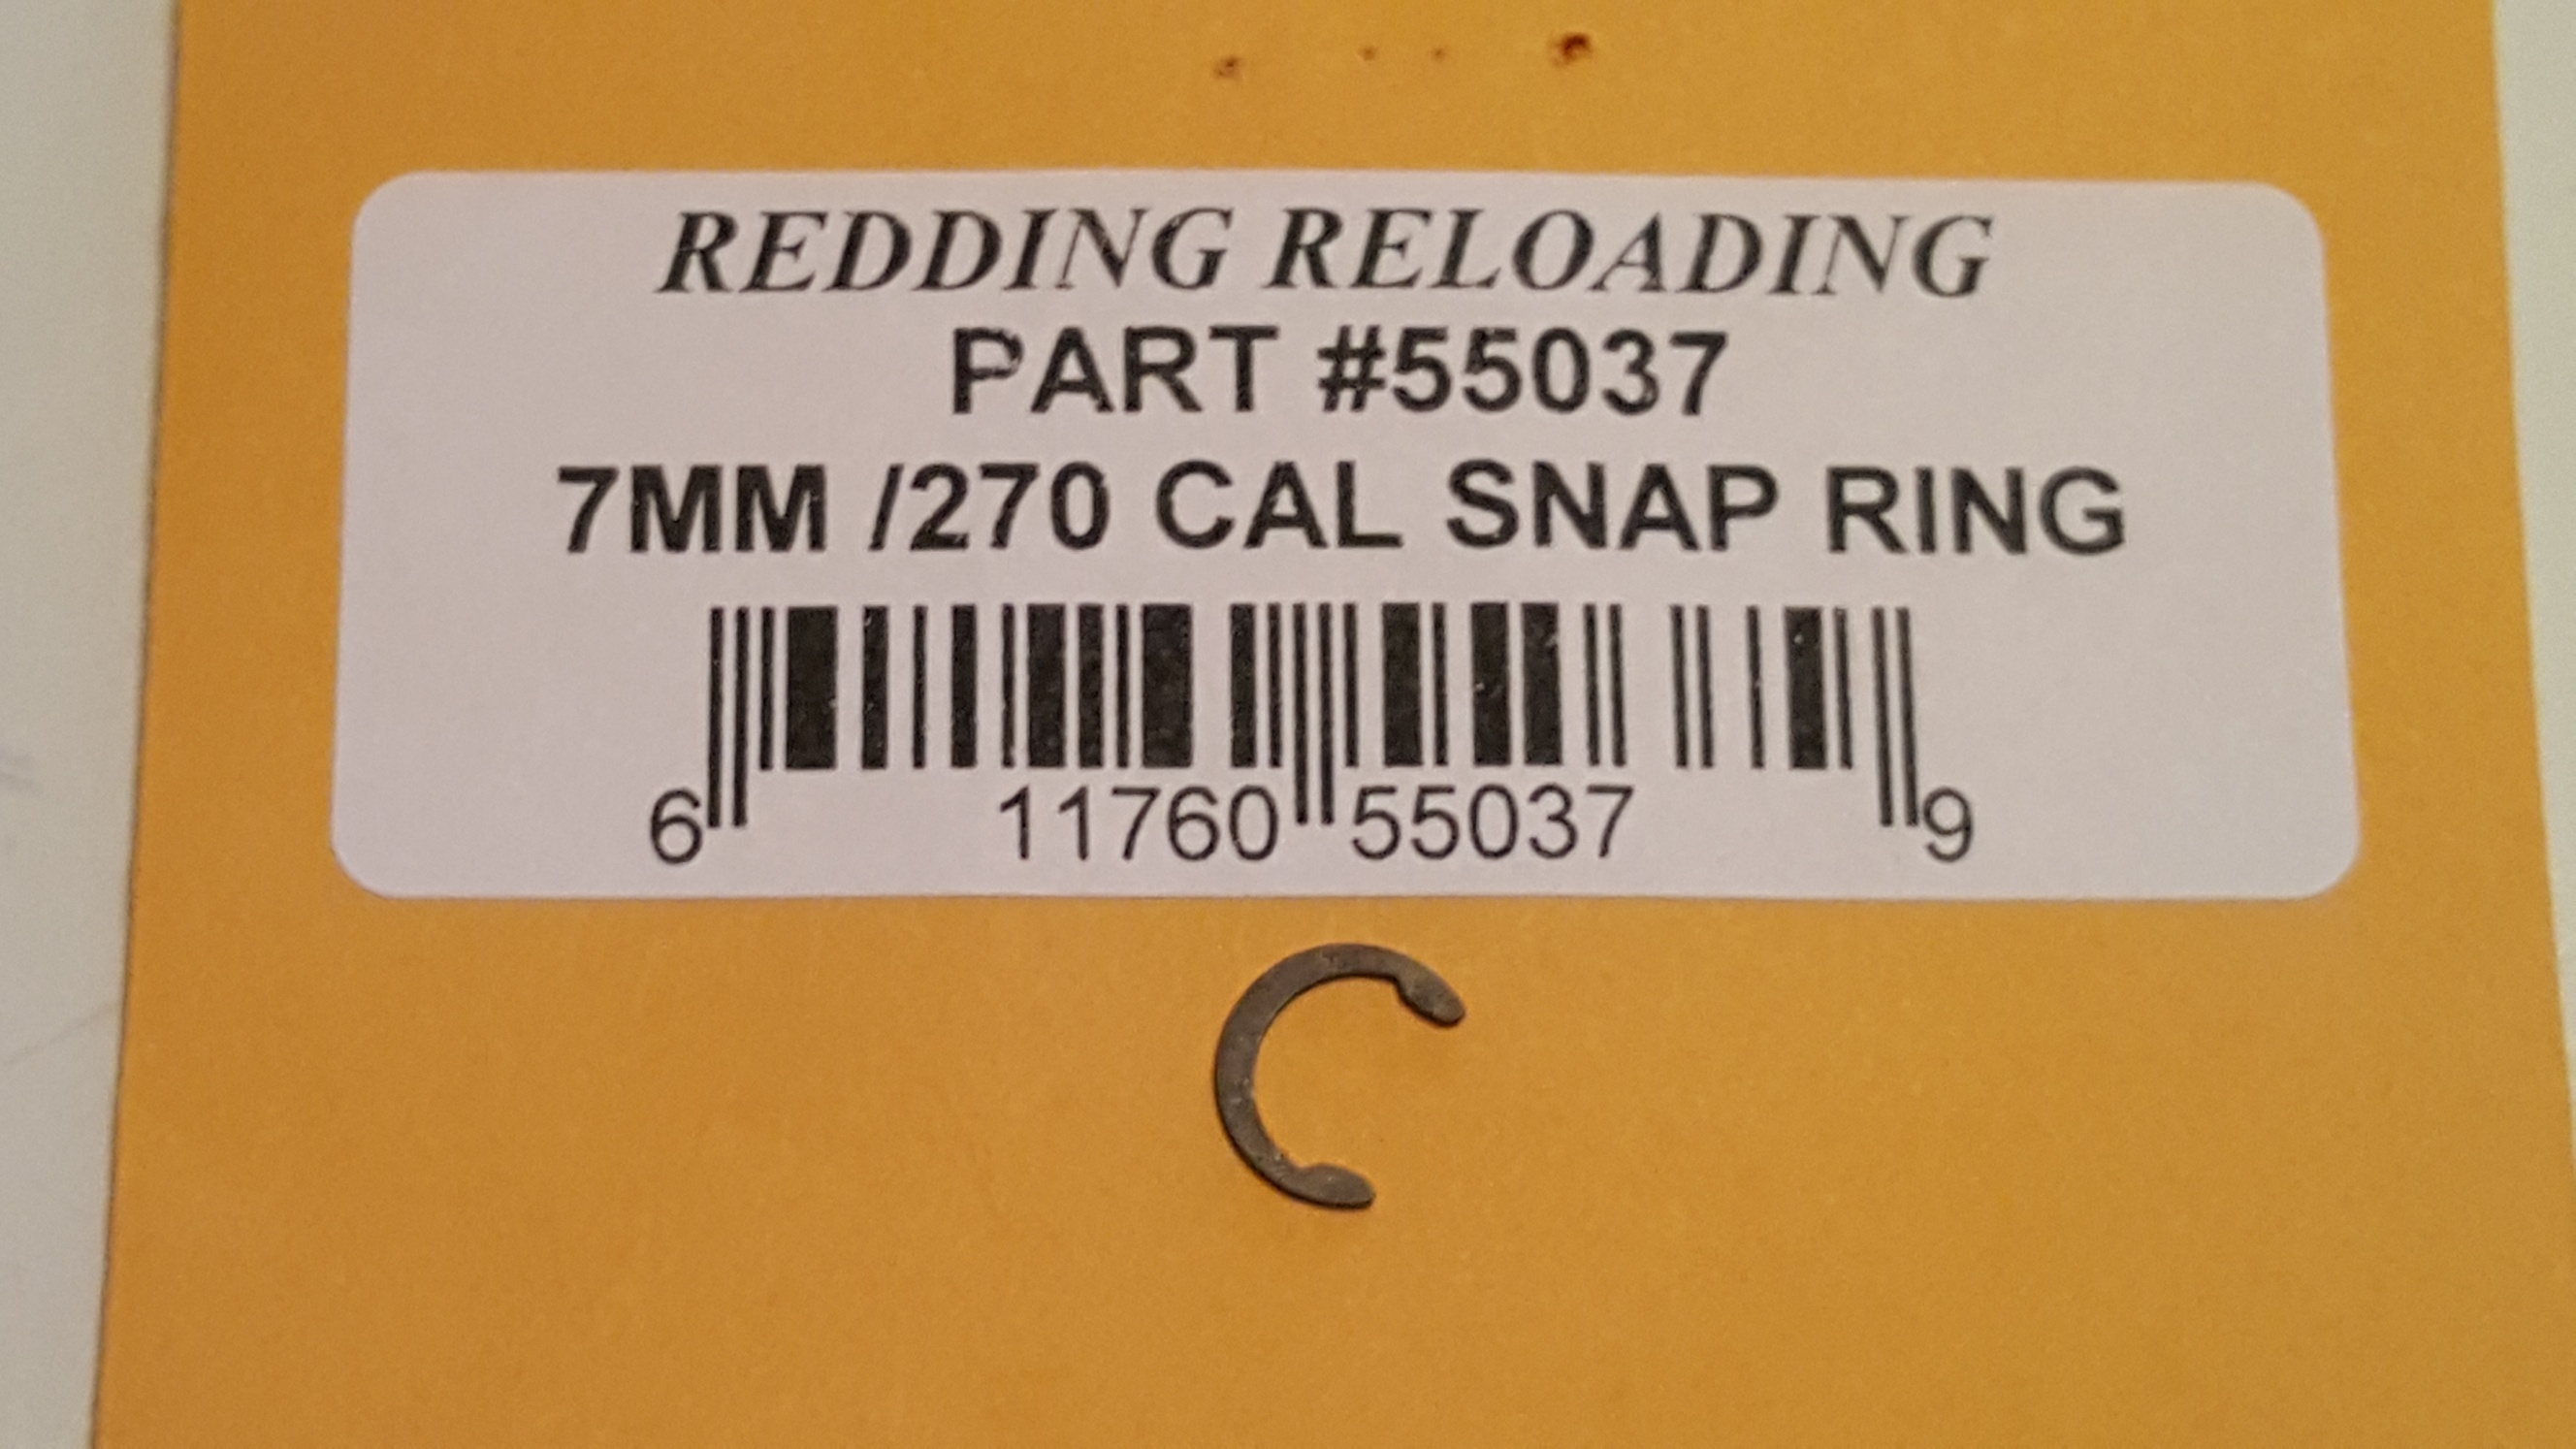 REDDING RELOADING
PART #55037
7MM /270 CAL SNAP RING
6 11760 55037 9